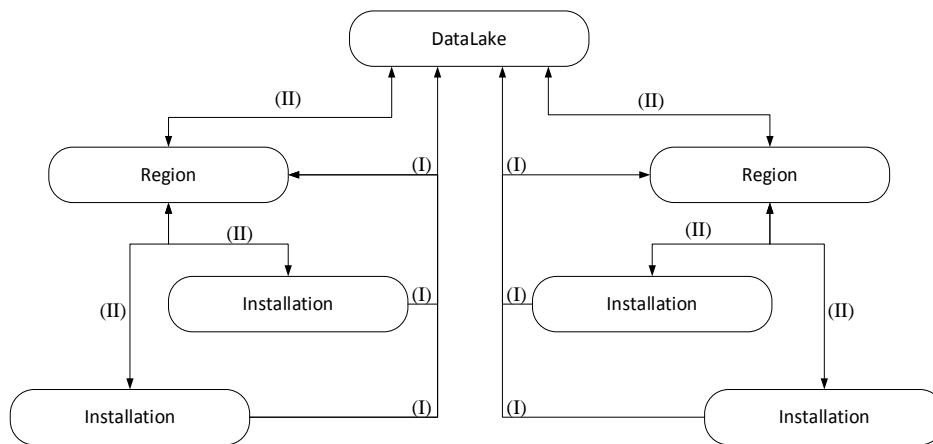 DataLake
(II)
(II)
Region
(I)
(I)
Region
(II)
(II)
Installation
(I)
(I)
Installation
(II)
(II)
Installation
(I)
(I)
Installation